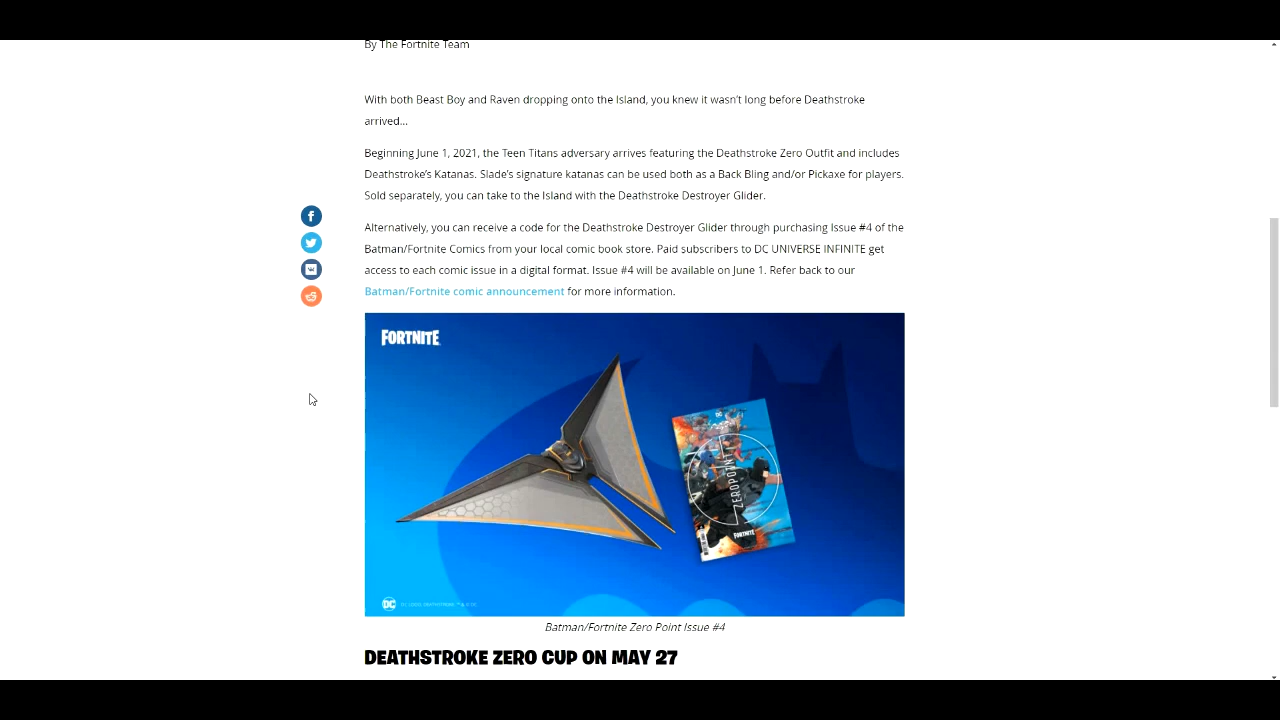 By The Fortnite Team
With both Beast Boy and Raven dropping onto the Island, you knew it wasn't long before Deathstroke
arrived...
Beginning June 1, 2021, the Teen Titans adversary arrives featuring the Deathstroke Zero Outfit and includes
Deathstroke's Katanas. Slade's signature katanas can be used both as a Back Bling and/or Pickaxe for players.
Sold separately, you can take to the Island with the Deathstroke Destroyer Glider.
Alternatively, you can receive a code for the Deathstroke Destroyer Glider through purchasing Issue #4 of the
Batman/Fortnite Comics from your local comic book store. Paid subscribers to DC UNIVERSE INFINITE get
access to each comic issue in a digital format. Issue #4 will be available on June 1. Refer back to our
Batman/Fortnite comic announcement for more information.
FORTNITE
DC
ZEROPOINT
FORTNITE
DC
Batman/Fortnite Zero Point Issue #4
DEATHSTROKE ZERO CUP ON MAY 27